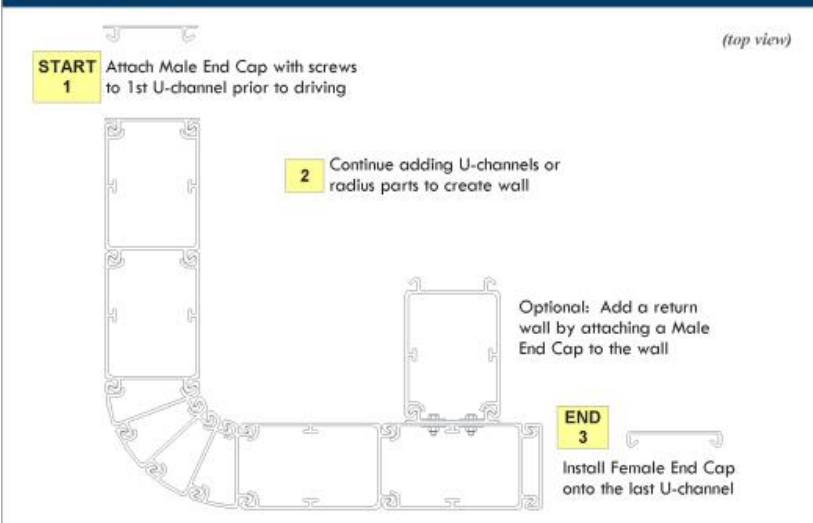 (top view)
START
1
Attach Male End Cap with screws
to 1st U-channel prior to driving
2
Continue adding U-channels or
radius parts to create wall
Optional: Add a return
wall by attaching a Male
End Cap to the wall
END
3
Install Female End Cap
onto the last U-channel